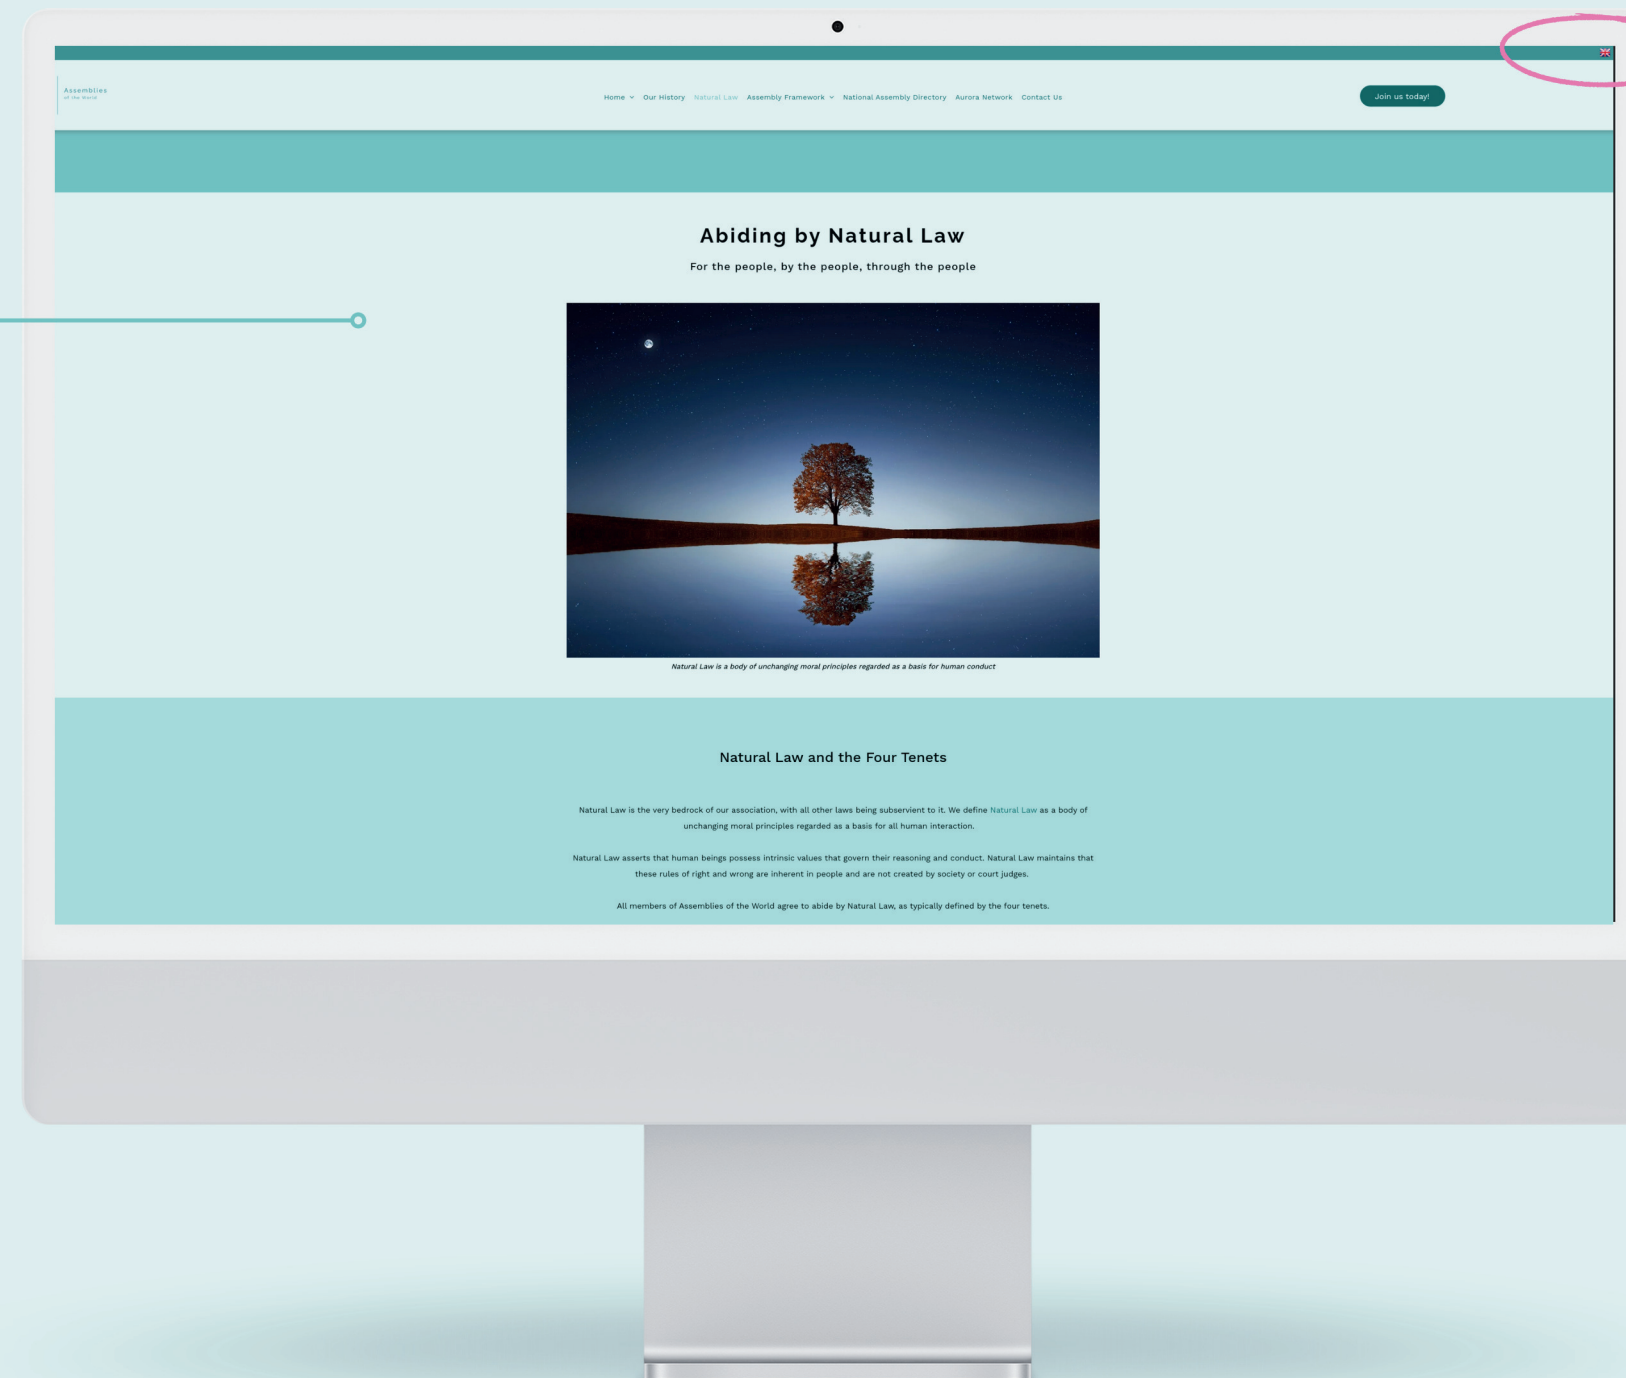 Assemblies
of the World
Home Our History Natural Law Assembly Framework National Assembly Directory Aurora Network Contact Us
Join us today!
Abiding by Natural Law
For the people, by the people, through the people
Natural Law is a body of unchanging moral principles regarded as a basis for human conduct
Natural Law and the Four Tenets
Natural Law is the very bedrock of our association, with all other laws being subservient to it. We define Natural Law as a body of
unchanging moral principles regarded as a basis for all human interaction.
Natural Law asserts that human beings possess intrinsic values that govern their reasoning and conduct. Natural Law maintains that
these rules of right and wrong are inherent in people and are not created by society or court judges.
All members of Assemblies of the World agree to abide by Natural Law, as typically defined by the four tenets.